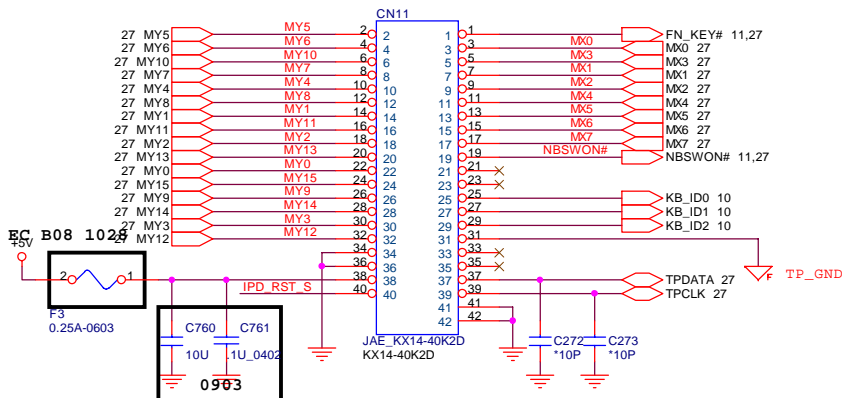 CN11
27 MY5 MY5 2 2 1 1 FN_KEY# 11,27
27 MY6 MY6 4 4 3 3 MX0 MX0 27
27 MY10 MY10 6 6 5 5 MX3 MX3 27
27 MY7 MY7 8 8 7 7 MX1 MX1 27
27 MY4 MY4 10 10 9 9 MX2 MX2 27
27 MY8 MY8 12 12 11 11 MX4 MX4 27
27 MY1 MY1 14 14 13 13 MX5 MX5 27
27 MY11 MY11 16 16 15 15 MX6 MX6 27
27 MY2 MY2 18 18 17 17 MX7 MX7 27
27 MY13 MY13 20 20 19 19 NBSWON# NBSWON# 11,27
27 MY0 MY0 22 22 21 21
27 MY15 MY15 24 24 23 23
27 MY9 MY9 26 26 25 25 KB_ID0 10
27 MY14 MY14 28 28 27 27 KB_ID1 10
27 MY3 MY3 30 30 29 29 KB_ID2 10
EC B08 1028
27 MY12 MY12 32 32 31 31
+5V
34 34 33 33
36 36 35 35
TP_GND
F
2 1 38 38 37 37 TPDATA 27
IPD_RST_S 40 40 39 39 TPCLK 27
41 41
42 42
F3
0.25A-0603
C760
10U
C761
.1U_0402
0903
JAE_KX14-40K2D
KX14-40K2D
C272
*10P
C273
*10P